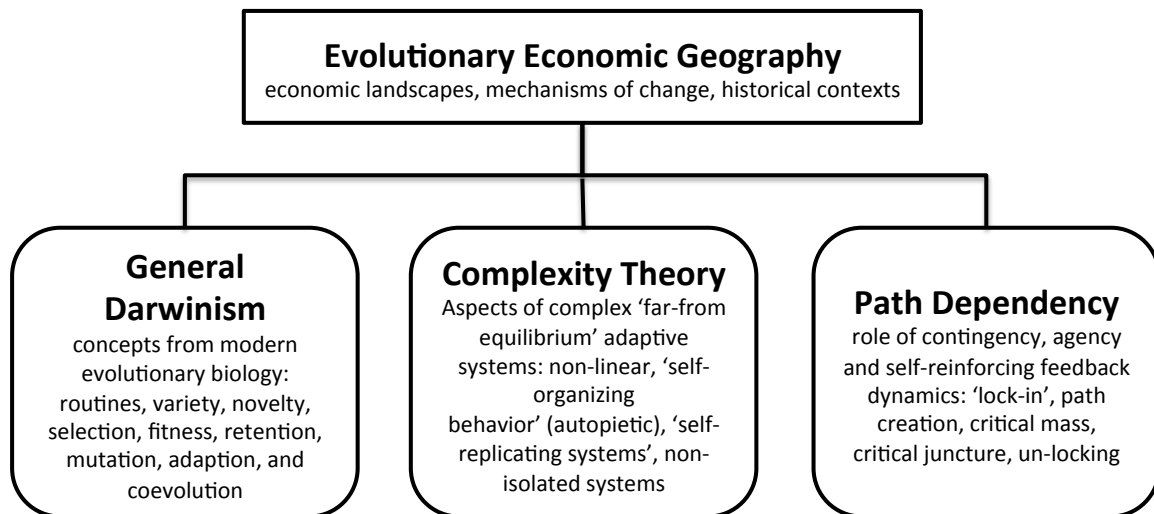 Evolutionary Economic Geography
economic landscapes, mechanisms of change, historical contexts
General
Darwinism
concepts from modern
evolutionary biology:
routines, variety, novelty,
selection, fitness, retention,
mutation, adaption, and
coevolution
Complexity Theory
Aspects of complex ‘far-from
equilibrium’ adaptive
systems: non-linear, ‘self-
organizing
behavior’ (autopietic), ‘self-
replicating systems’, non-
isolated systems
Path Dependency
role of contingency, agency
and self-reinforcing feedback
dynamics: ‘lock-in’, path
creation, critical mass,
critical juncture, un-locking